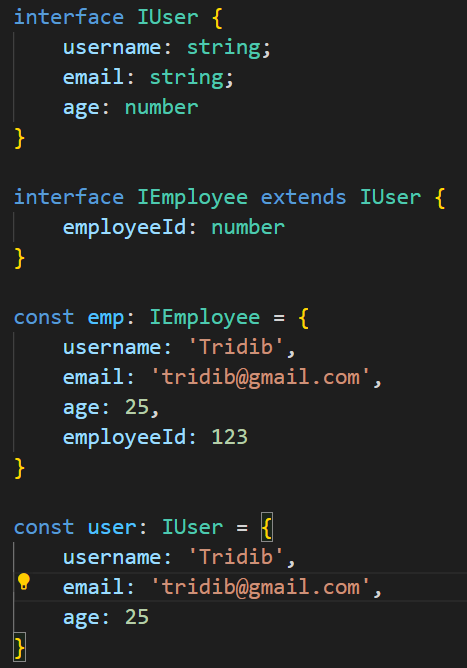 interface IUser {
    username: string;
    email: string;
    age: number
}

interface IEmployee extends IUser {
    employeeId: number
}

const emp: IEmployee = {
    username: 'Tridib',
    email: 'tridib@gmail.com',
    age: 25,
    employeeId: 123
}

const user: IUser = {
    username: 'Tridib',
    email: 'tridib@gmail.com',
    age: 25
}